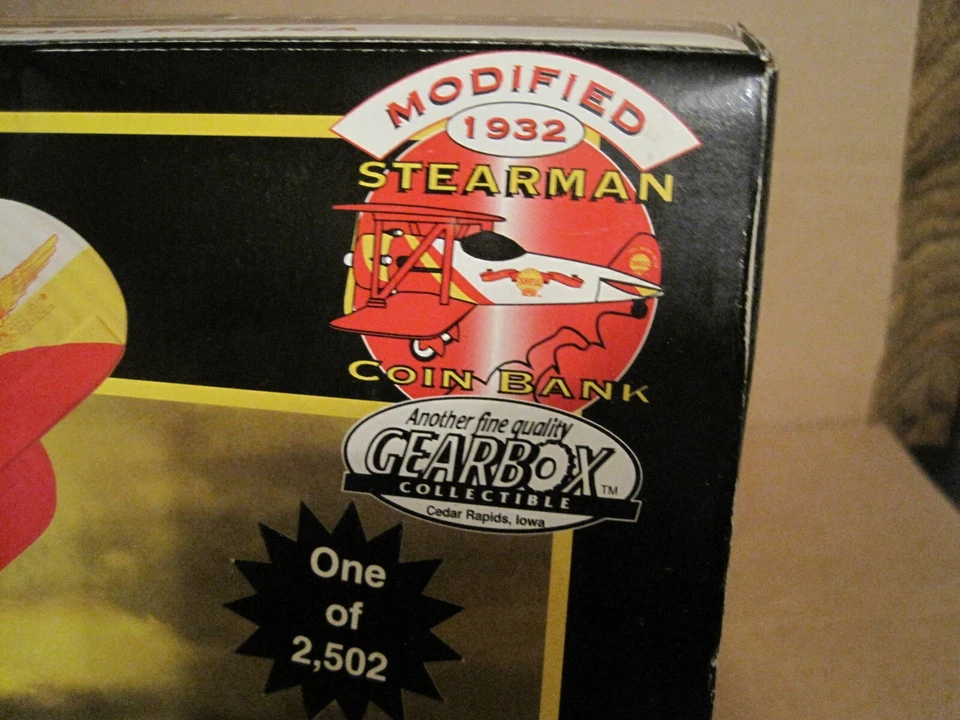 MODIFIED
1932
STEARMAN
COIN BANK
Another fine quality
GEARBOX
TM
COLLECTIBLE
Cedar Rapids, Iowa
One
of
2,502